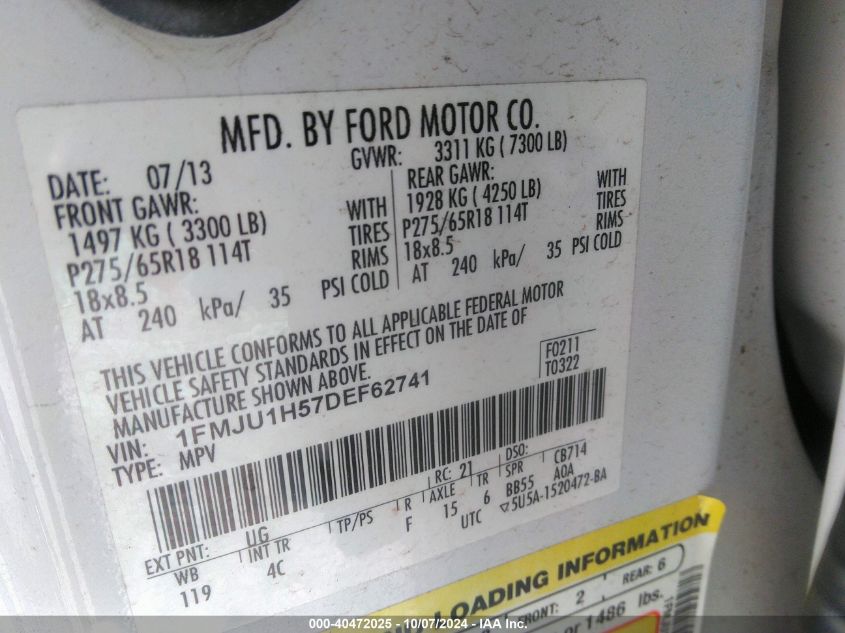 MFD. BY FORD MOTOR CO.
DATE: 07/13
GVWR: 3311 KG ( 7300 LB)
FRONT GAWR:
1497 KG ( 3300 LB) WITH
P275/65R18 114T TIRES
18x8.5 RIMS
AT 240 kPa/ 35 PSI COLD
REAR GAWR:
1928 KG ( 4250 LB) WITH
P275/65R18 114T TIRES
18x8.5 RIMS
AT 240 kPa/ 35 PSI COLD
THIS VEHICLE CONFORMS TO ALL APPLICABLE FEDERAL MOTOR
VEHICLE SAFETY STANDARDS IN EFFECT ON THE DATE OF
MANUFACTURE SHOWN ABOVE.
F0211
T0322
VIN: 1FMJU1H57DEF62741
TYPE: MPV
EXT PNT: UG RC: 21 DSO:
WB INT TR TP/PS R AXLE TR SPR CB714
119 4C F 15 6 BB55 AOA
UTC ▽5U5A-1520472-BA
LOADING INFORMATION
FRONT: 2 REAR: 6
or 1486 lbs.
000-40472025 - 10/07/2024 - IAA Inc.